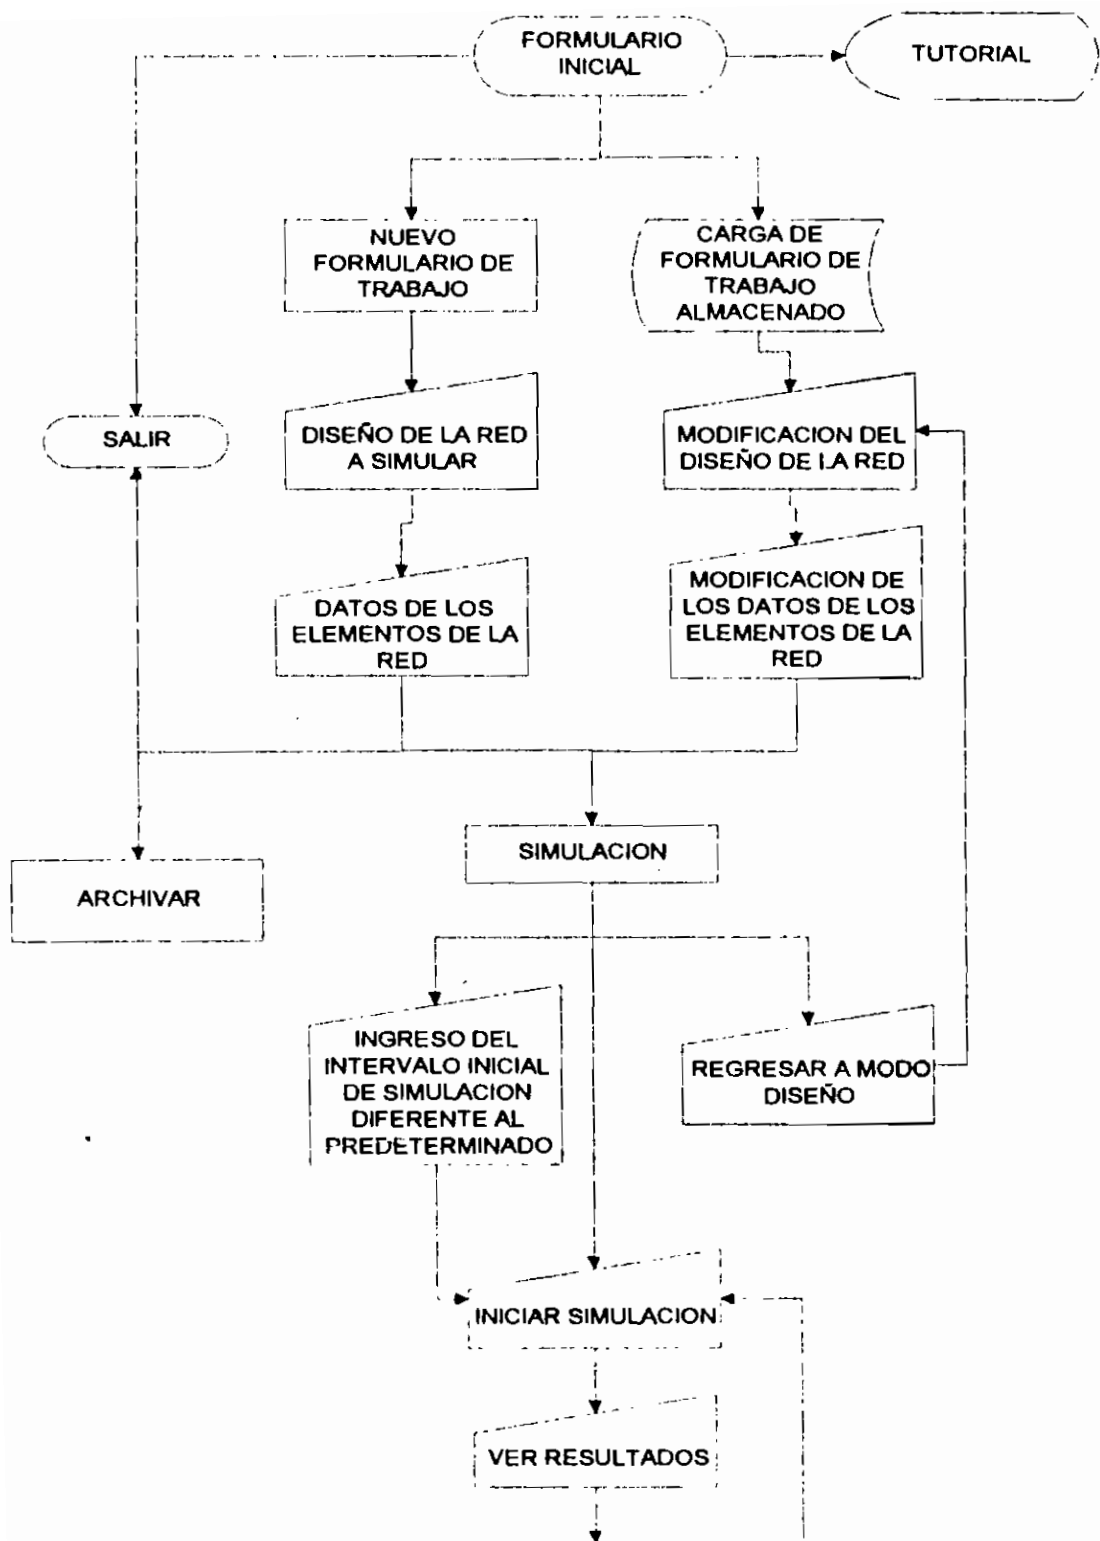 FORMULARIO
INICIAL
TUTORIAL
NUEVO
FORMULARIO DE
TRABAJO
CARGA DE
FORMULARIO DE
TRABAJO
ALMACENADO
SALIR
DISEÑO DE LA RED
A SIMULAR
MODIFICACION DEL
DISEÑO DE LA RED
DATOS DE LOS
ELEMENTOS DE LA
RED
MODIFICACION DE
LOS DATOS DE LOS
ELEMENTOS DE LA
RED
SIMULACION
ARCHIVAR
INGRESO DEL
INTERVALO INICIAL
DE SIMULACION
DIFERENTE AL
PREDETERMINADO
REGRESAR A MODO
DISEÑO
INICIAR SIMULACION
VER RESULTADOS